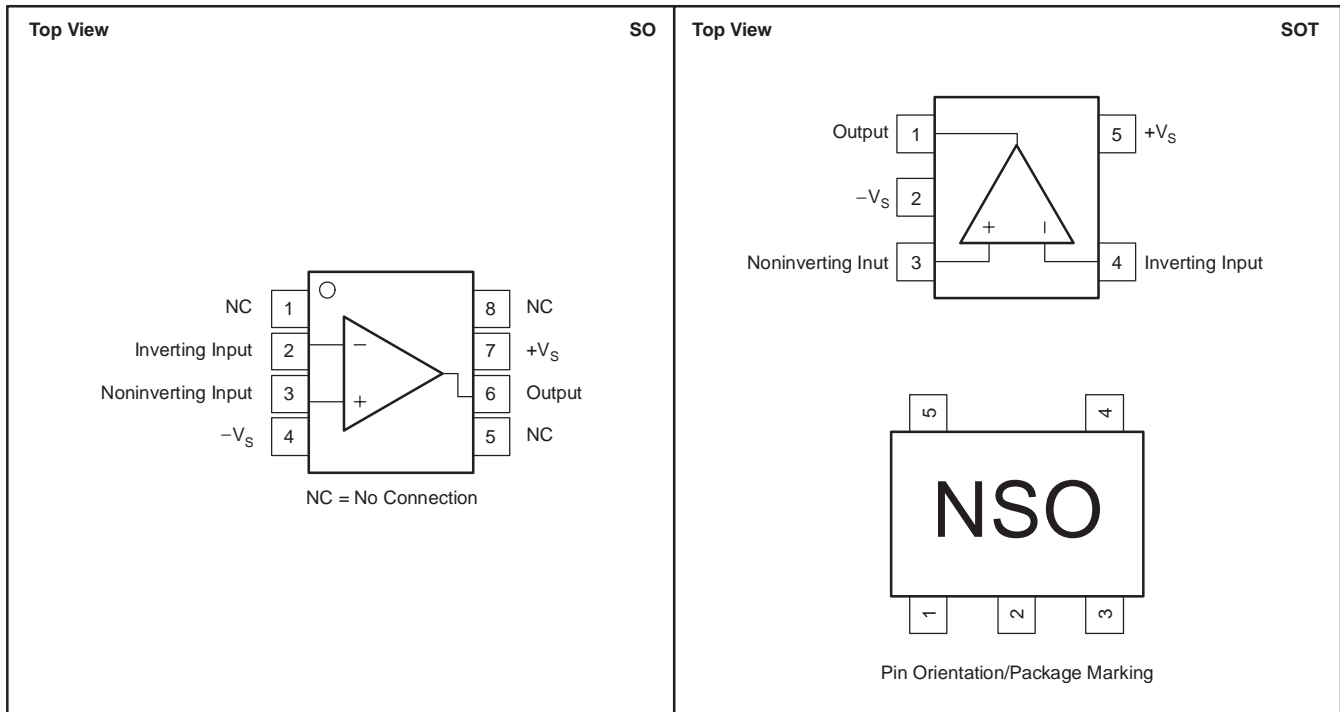 Top View
SO
NC 1
8 NC
Inverting Input 2
−
7 +VS
Noninverting Input 3
+
6 Output
−VS 4
5 NC
NC = No Connection
Top View
SOT
Output 1
5 +VS
−VS 2
+ −
Noninverting Inut 3
4 Inverting Input
5
4
NSO
1
2
3
Pin Orientation/Package Marking